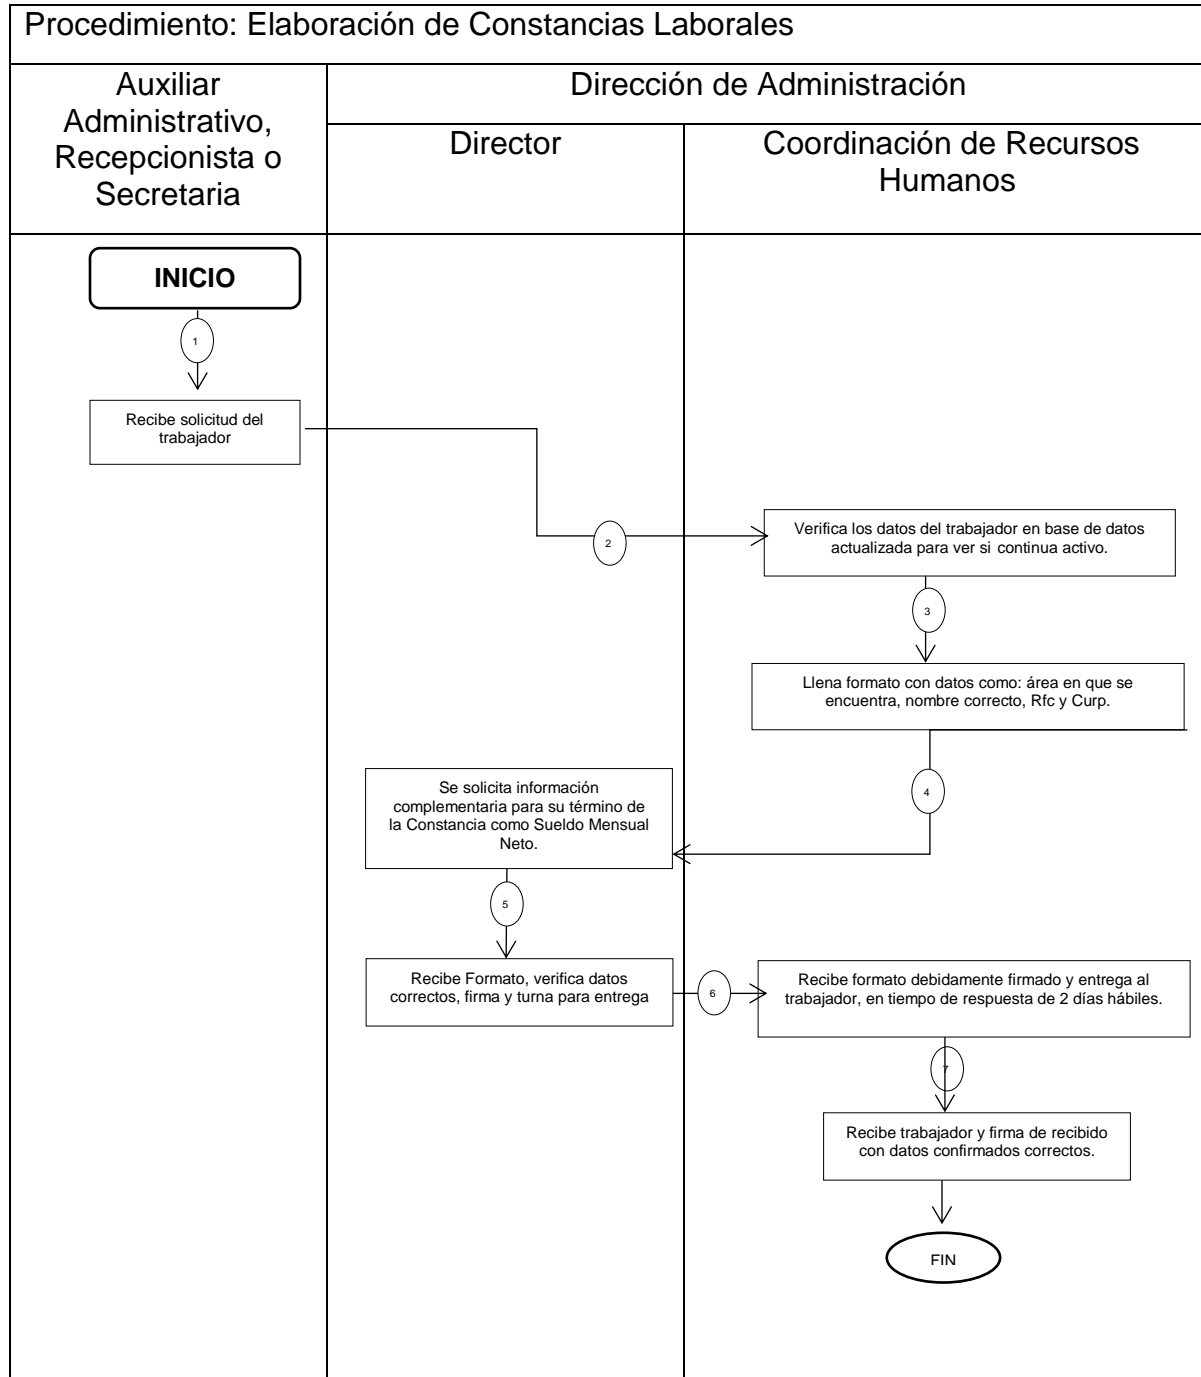 Procedimiento: Elaboración de Constancias Laborales
Auxiliar
Administrativo,
Recepcionista o
Secretaria
Dirección de Administración
Director
Coordinación de Recursos
Humanos
INICIO
1
Recibe solicitud del
trabajador
2
Verifica los datos del trabajador en base de datos
actualizada para ver si continua activo.
3
Llena formato con datos como: área en que se
encuentra, nombre correcto, Rfc y Curp.
4
Se solicita información
complementaria para su término de
la Constancia como Sueldo Mensual
Neto.
5
Recibe Formato, verifica datos
correctos, firma y turna para entrega
6
Recibe formato debidamente firmado y entrega al
trabajador, en tiempo de respuesta de 2 días hábiles.
7
Recibe trabajador y firma de recibido
con datos confirmados correctos.
FIN